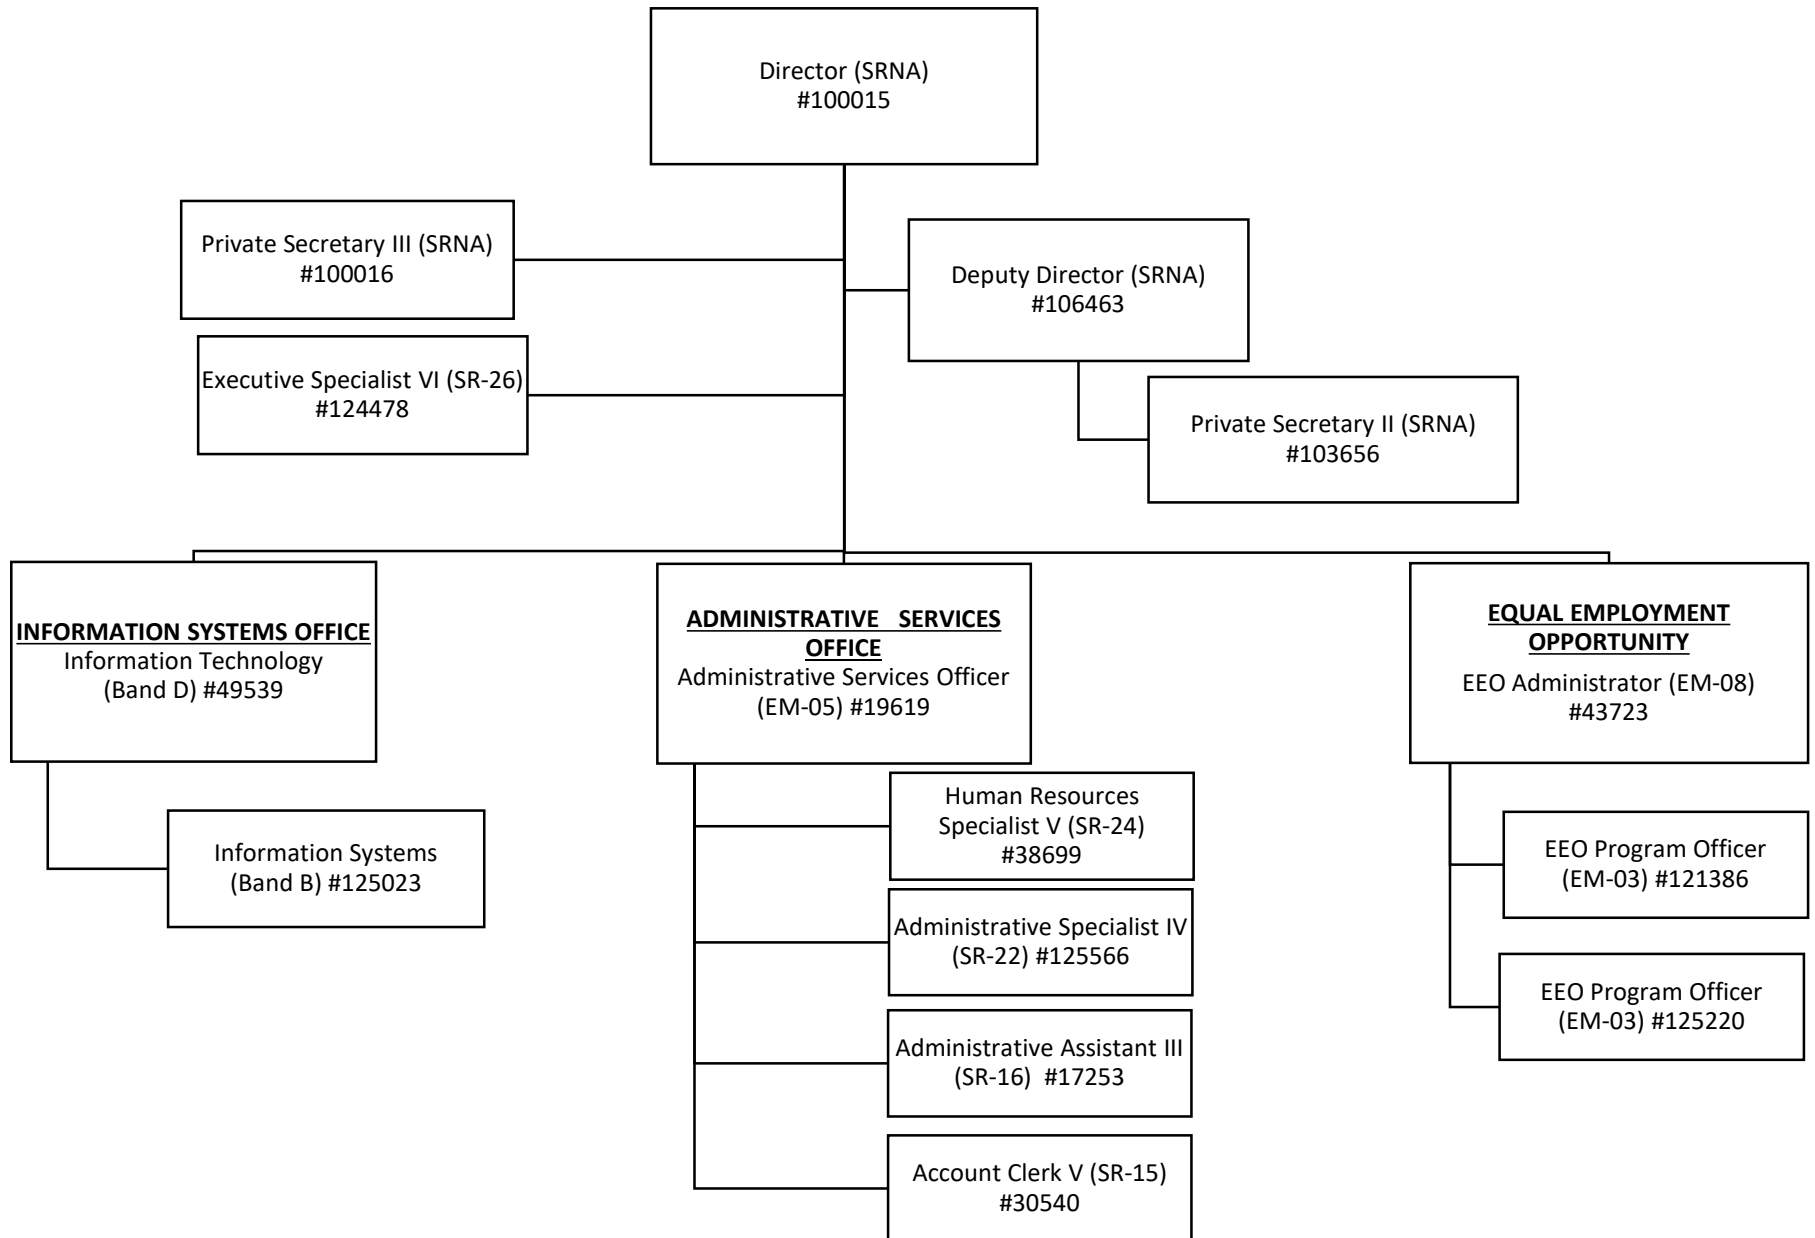 Director (SRNA)
#100015
Private Secretary III (SRNA)
#100016
Deputy Director (SRNA)
#106463
Executive Specialist VI (SR-26)
#124478
Private Secretary II (SRNA)
#103656
INFORMATION SYSTEMS OFFICE
Information Technology
(Band D) #49539
Information Systems
(Band B) #125023
ADMINISTRATIVE SERVICES
OFFICE
Administrative Services Officer
(EM-05) #19619
Human Resources
Specialist V (SR-24)
#38699
Administrative Specialist IV
(SR-22) #125566
Administrative Assistant III
(SR-16) #17253
Account Clerk V (SR-15)
#30540
EQUAL EMPLOYMENT
OPPORTUNITY
EEO Administrator (EM-08)
#43723
EEO Program Officer
(EM-03) #121386
EEO Program Officer
(EM-03) #125220